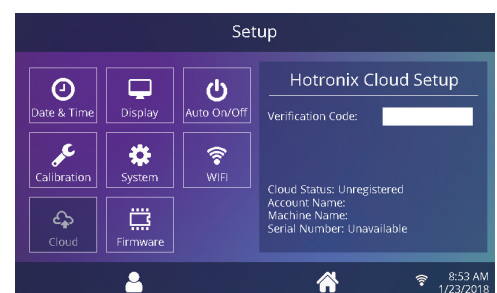 Setup
Date & Time
Display
Auto On/Off
Calibration
System
WIFI
Cloud
Firmware
Hotronix Cloud Setup
Verification Code:
Cloud Status: Unregistered
Account Name:
Machine Name:
Serial Number: Unavailable
8:53 AM
1/23/2018